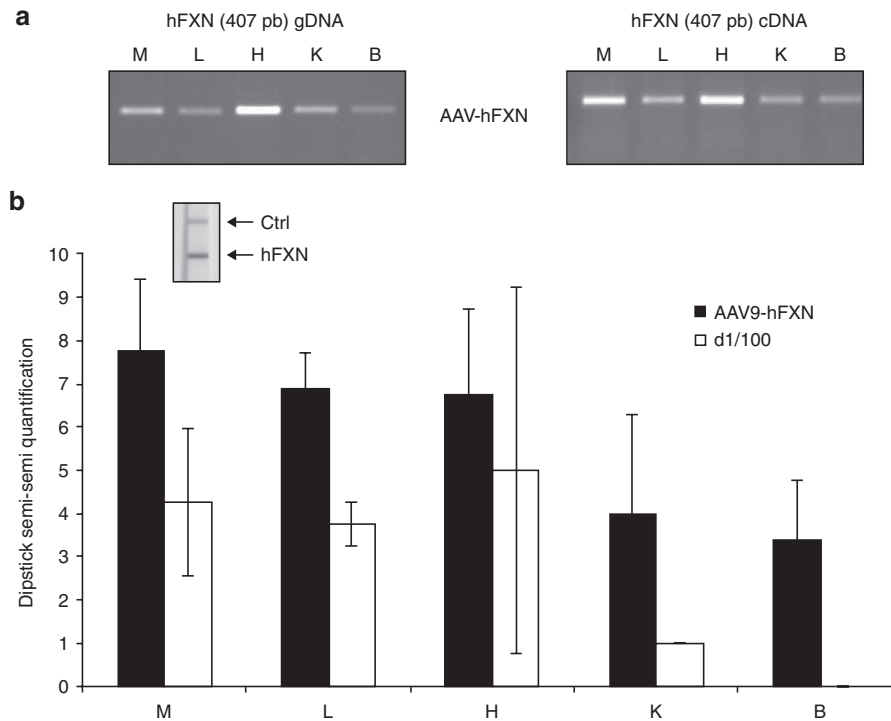 a
hFXN (407 pb) gDNA
hFXN (407 pb) cDNA
M L H K B
M L H K B
AAV-hFXN
b
Ctrl
hFXN
10
9
8
7
6
5
4
3
2
1
0
Dipstick semi-semi quantification
AAV9-hFXN
d1/100
M L H K B